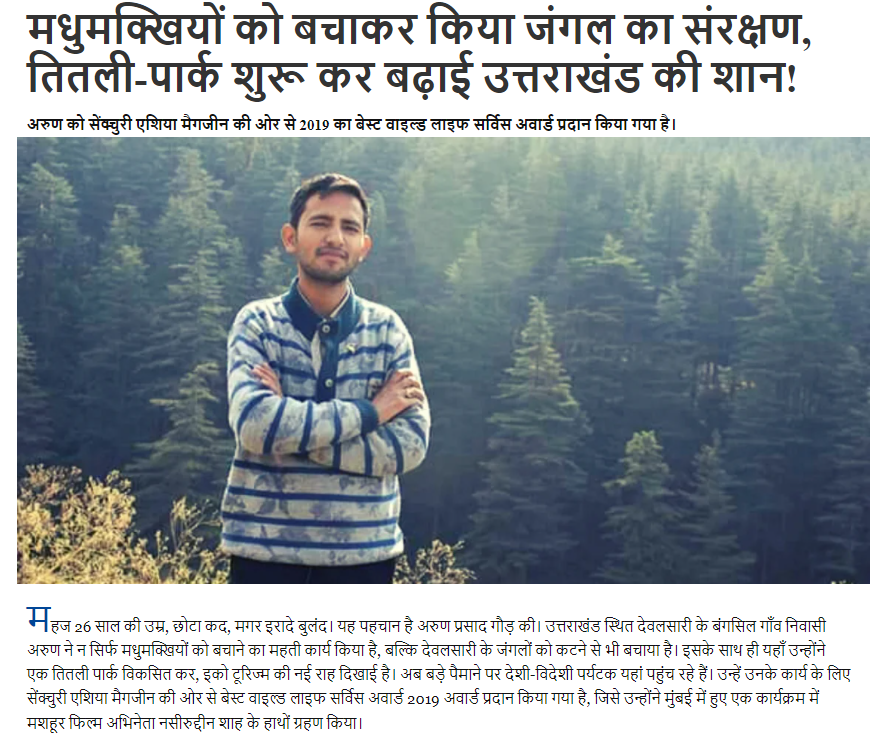 मधुमक्खियों को बचाकर किया जंगल का संरक्षण,
तितली-पार्क शुरू कर बढ़ाई उत्तराखंड की शान!
अरुण को सेंक्चुरी एशिया मैगजीन की ओर से 2019 का बेस्ट वाइल्ड लाइफ सर्विस अवार्ड प्रदान किया गया है।
महज 26 साल की उम्र, छोटा कद, मगर इरादे बुलंद। यह पहचान है अरुण प्रसाद गौड़ की। उत्तराखंड स्थित देवलसारी के बंगसिल गाँव निवासी
अरुण ने न सिर्फ मधुमक्खियों को बचाने का महती कार्य किया है, बल्कि देवलसारी के जंगलों को कटने से भी बचाया है। इसके साथ ही यहाँ उन्होंने
एक तितली पार्क विकसित कर, इको टूरिज्म की नई राह दिखाई है। अब बड़े पैमाने पर देशी-विदेशी पर्यटक यहां पहुंच रहे हैं। उन्हें उनके कार्य के लिए
सेंक्चुरी एशिया मैगजीन की ओर से बेस्ट वाइल्ड लाइफ सर्विस अवार्ड 2019 अवार्ड प्रदान किया गया है, जिसे उन्होंने मुंबई में हुए एक कार्यक्रम में
मशहूर फिल्म अभिनेता नसीरुद्दीन शाह के हाथों ग्रहण किया।